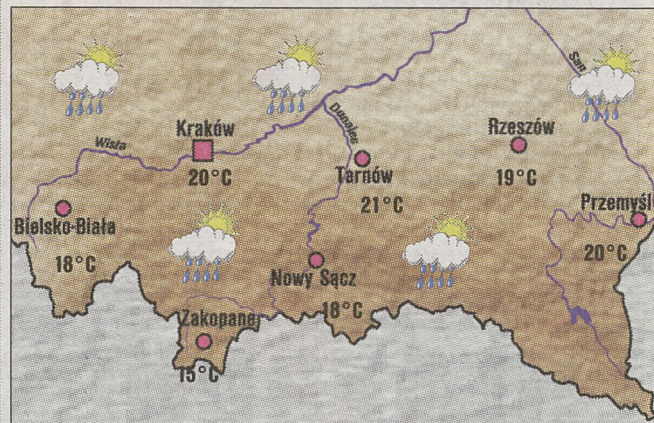 San
Dunajec
Kraków
Wisła
Rzeszów
20°C
Tarnów
19°C
21°C
Przemyśl
Bielsko-Biała
20°C
18°C
Nowy Sącz
18°C
Zakopane
15°C